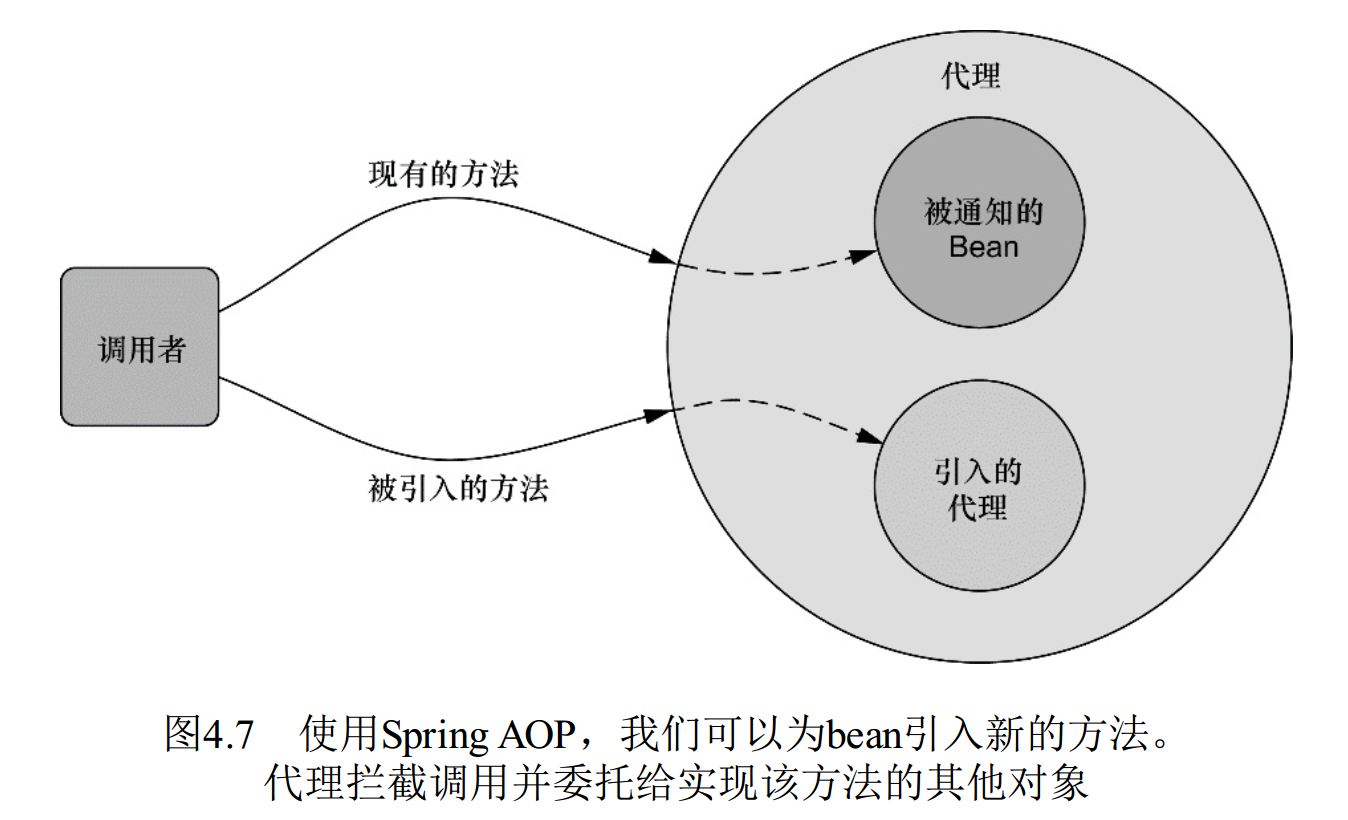 代理
现有的方法
被通知的
Bean
调用者
引入的
代理
被引入的方法
图4.7　使用Spring AOP，我们可以为bean引入新的方法。
代理拦截调用并委托给实现该方法的其他对象